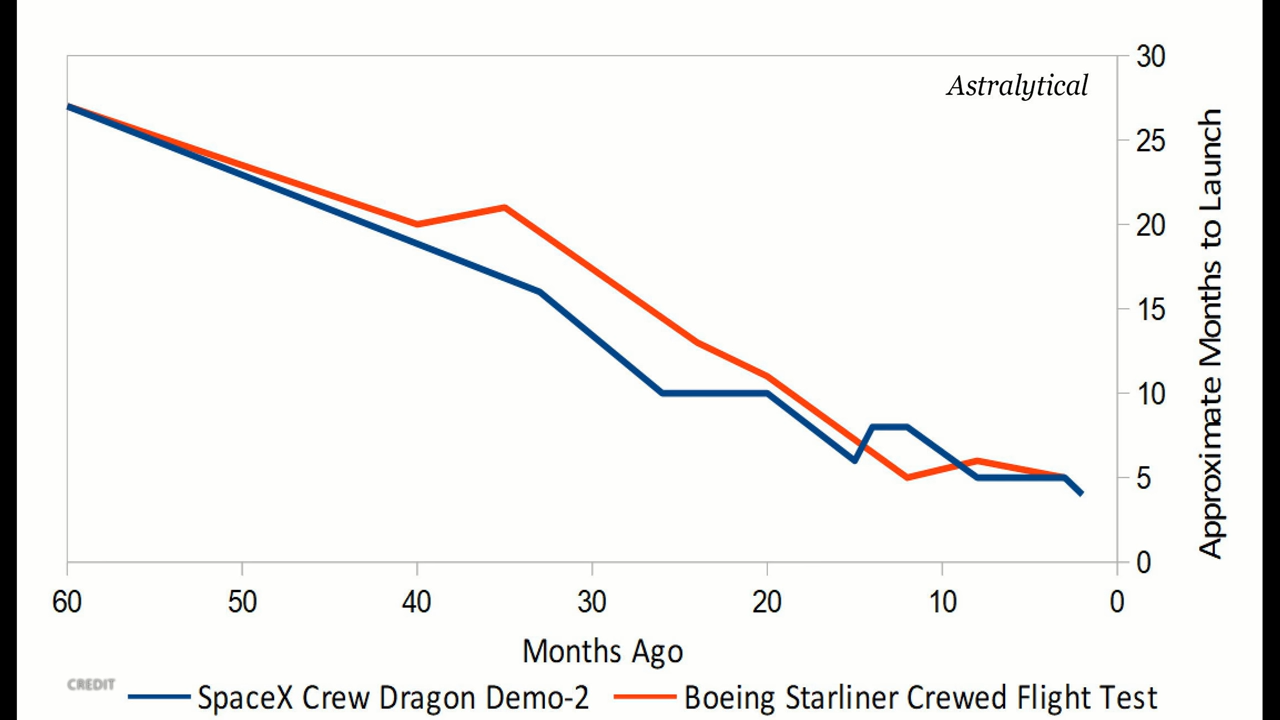 Astralytical
30
25
20
15
10
5
0
Approximate Months to Launch
60 50 40 30 20 10 0
Months Ago
CREDIT
SpaceX Crew Dragon Demo-2 Boeing Starliner Crewed Flight Test